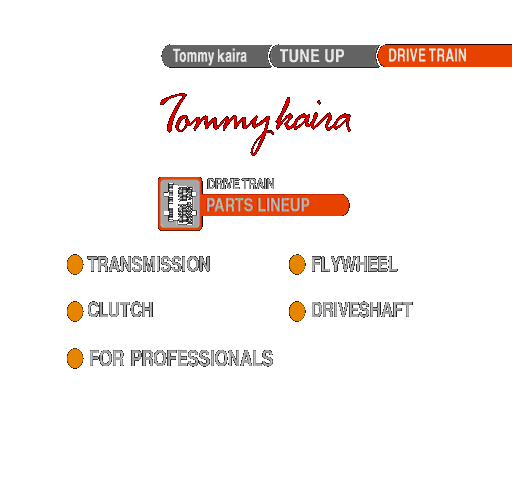 Tommy kaira TUNE UP DRIVE TRAIN
Tommykaira
DRIVE TRAIN
PARTS LINEUP
TRANSMISSION FLYWHEEL
CLUTCH DRIVESHAFT
FOR PROFESSIONALS